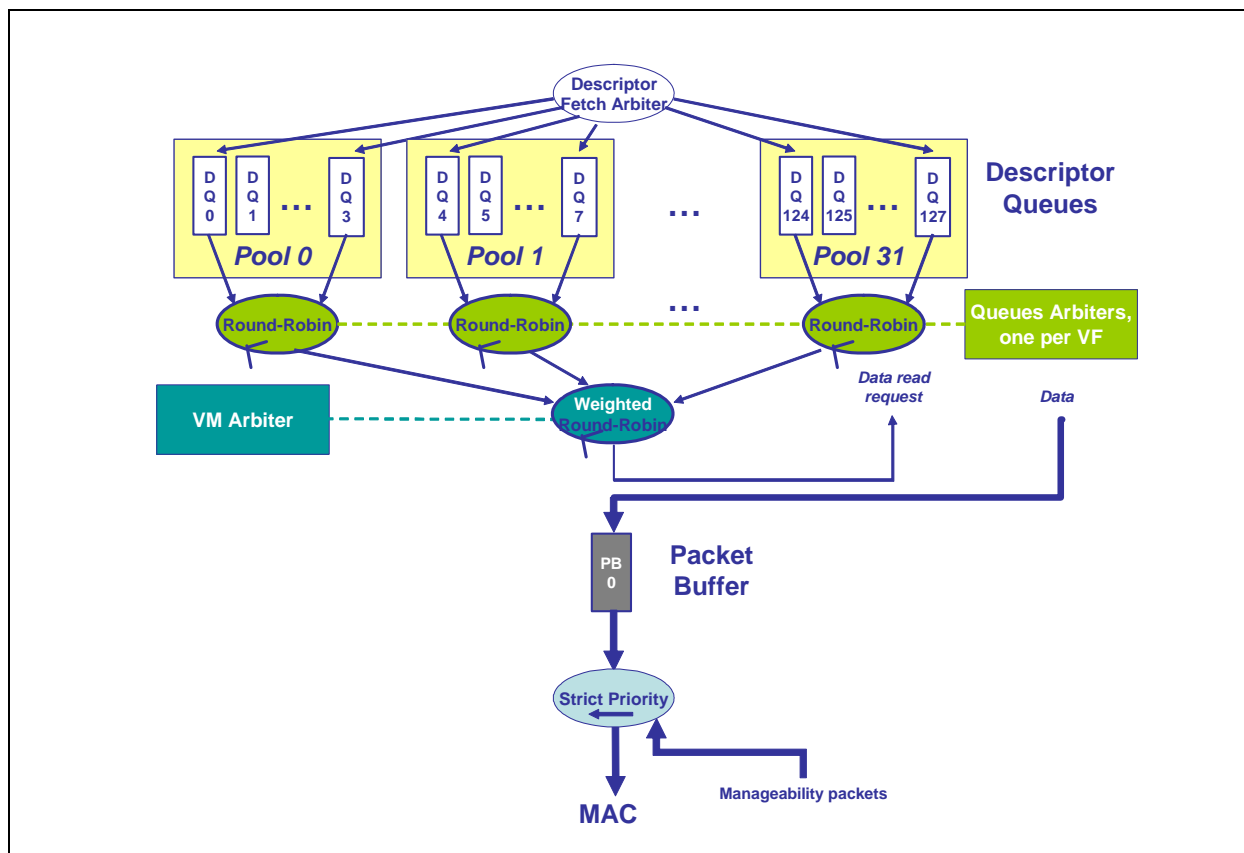 Descriptor
Fetch Arbiter
D
Q
0
D
Q
1
...
D
Q
3
Pool 0
D
Q
4
D
Q
5
...
D
Q
7
Pool 1
...
D
Q
124
D
Q
125
...
D
Q
127
Pool 31
Descriptor
Queues
Round-Robin
Round-Robin
...
Round-Robin
Queues Arbiters,
one per VF
VM Arbiter
Weighted
Round-Robin
Data read
request
Data
PB
0
Packet
Buffer
Strict Priority
Manageability packets
MAC